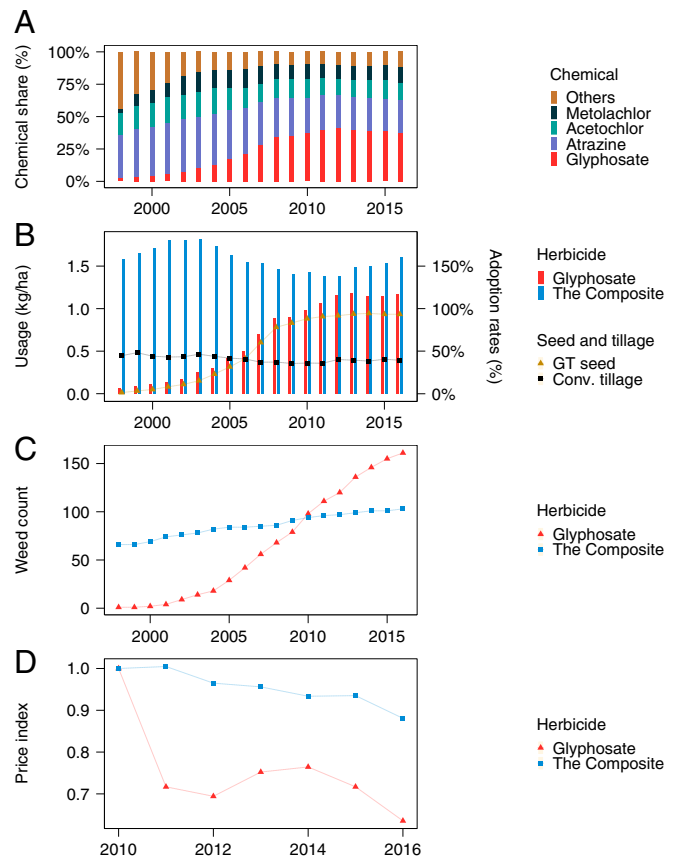 A
Chemical share (%)
100%
75%
50%
25%
0%
2000 2005 2010 2015
Chemical
Others
Metolachlor
Acetochlor
Atrazine
Glyphosate
B
Usage (kg/ha)
1.5
1.0
0.5
0.0
150%
100%
50%
0%
Adoption rates (%)
2000 2005 2010 2015
Herbicide
Glyphosate
The Composite
Seed and tillage
GT seed
Conv. tillage
C
Weed count
150
100
50
0
2000 2005 2010 2015
Herbicide
Glyphosate
The Composite
D
Price index
1.0
0.9
0.8
0.7
2010 2012 2014 2016
Herbicide
Glyphosate
The Composite